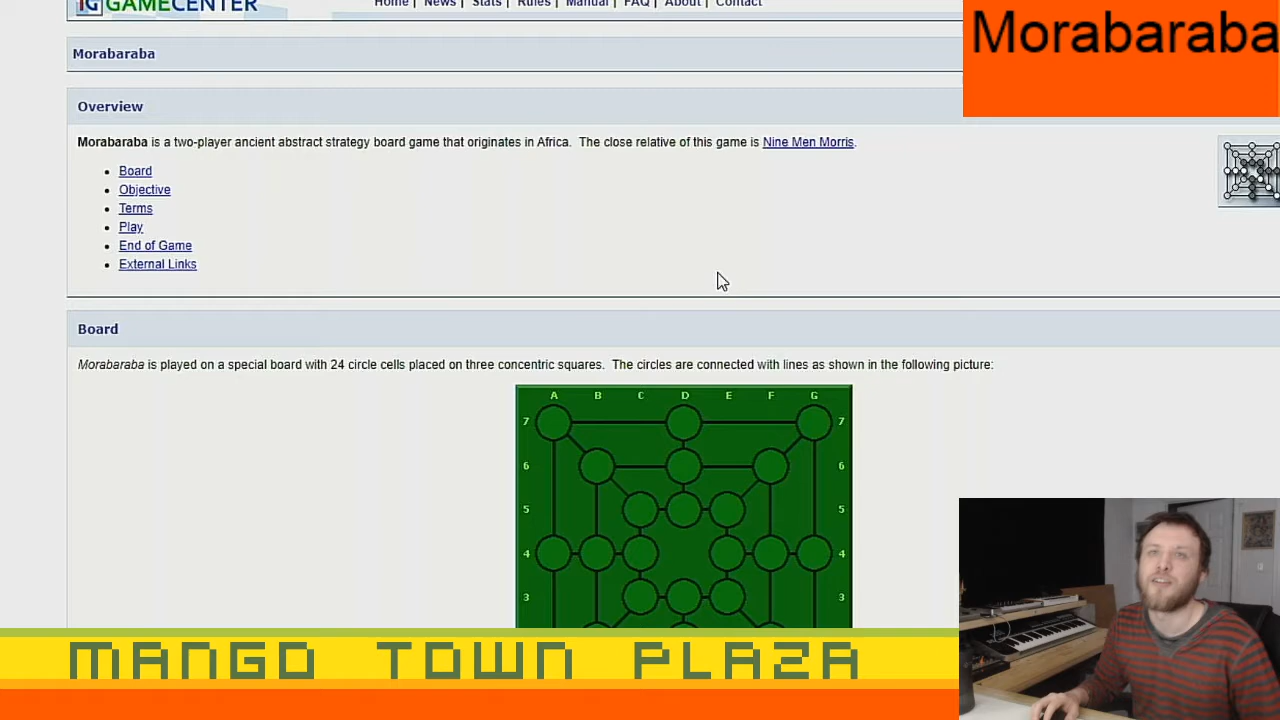 IG GAMECENTER
Home | News | Stats | Rules | Manual | FAQ | About | Contact
Morabaraba
Morabaraba
Overview
Morabaraba is a two-player ancient abstract strategy board game that originates in Africa. The close relative of this game is Nine Men Morris.
Board
Objective
Terms
Play
End of Game
External Links
Board
Morabaraba is played on a special board with 24 circle cells placed on three concentric squares. The circles are connected with lines as shown in the following picture:
A B C D E F G
7 7
6 6
5 5
4 4
3 3
MANGO TOWN PLAZA